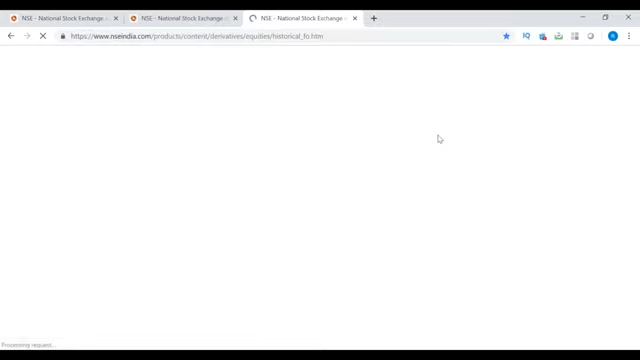 NSE - National Stock Exchange o
NSE - National Stock Exchange o
NSE - National Stock Exchange o
https://www.nseindia.com/products/content/derivatives/equities/historical_fo.htm
IQ
R
Processing request...